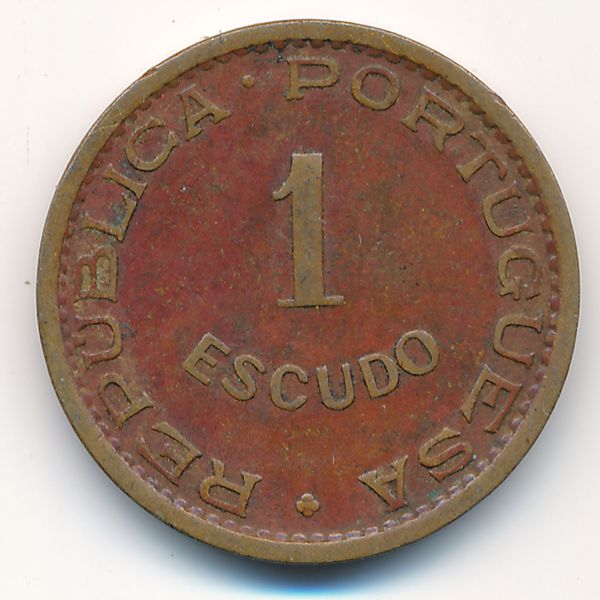 REPUBLICA · PORTUGUESA
1
ESCUDO